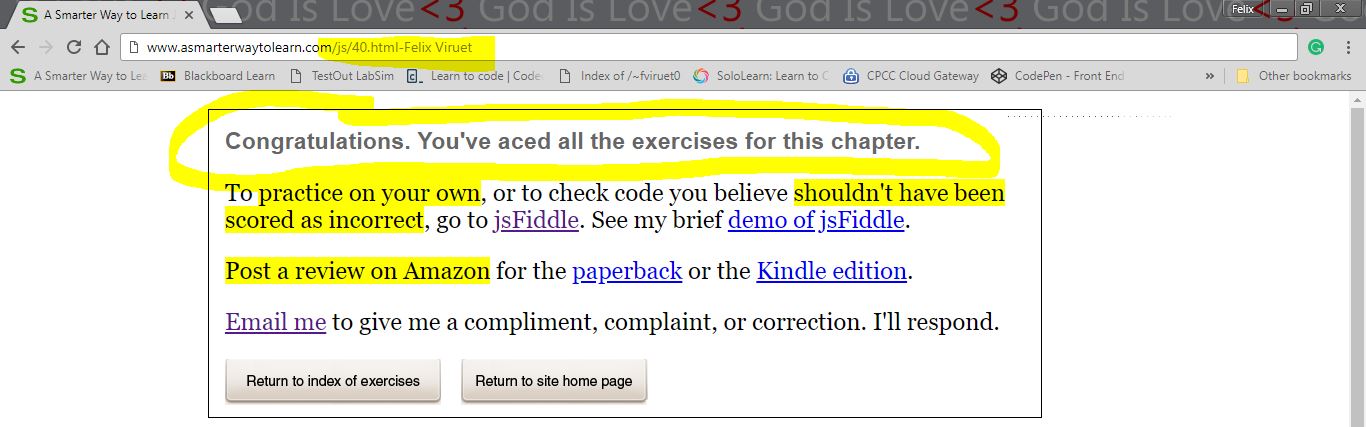 God Is Love<3 God Is Love<3 God Is Love<3 God
A Smarter Way to Learn J
Felix
www.asmarterwaytolearn.com/js/40.html-Felix Viruet
A Smarter Way to Le Blackboard Learn TestOut LabSim Learn to code | Code Index of /~fviruet0 SoloLearn: Learn to C CPCC Cloud Gateway CodePen - Front End » Other bookmarks
Congratulations. You've aced all the exercises for this chapter.
To practice on your own, or to check code you believe shouldn't have been
scored as incorrect, go to jsFiddle. See my brief demo of jsFiddle.
Post a review on Amazon for the paperback or the Kindle edition.
Email me to give me a compliment, complaint, or correction. I'll respond.
Return to index of exercises Return to site home page